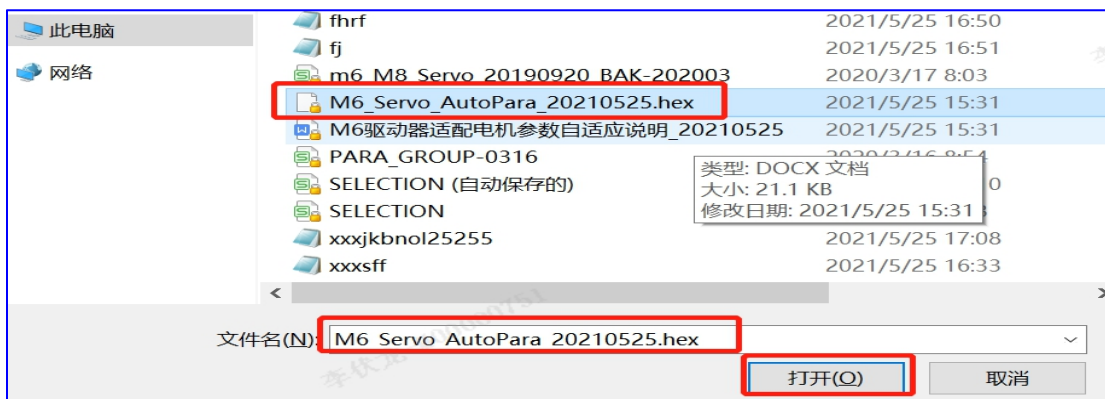 此电脑
网络
fhrf 2021/5/25 16:50
fj 2021/5/25 16:51
m6_M8_Servo_20190920_BAK-202003 2020/3/17 8:03
M6_Servo_AutoPara_20210525.hex 2021/5/25 15:31
M6驱动器适配电机参数自适应说明_20210525 2021/5/25 15:31
PARA_GROUP-0316
SELECTION (自动保存的)
SELECTION
类型: DOCX 文档
大小: 21.1 KB
修改日期: 2021/5/25 15:31
xxxjkbnol25255 2021/5/25 17:08
xxxsff 2021/5/25 16:33
文件名(N): M6_Servo_AutoPara_20210525.hex
打开(O) 取消